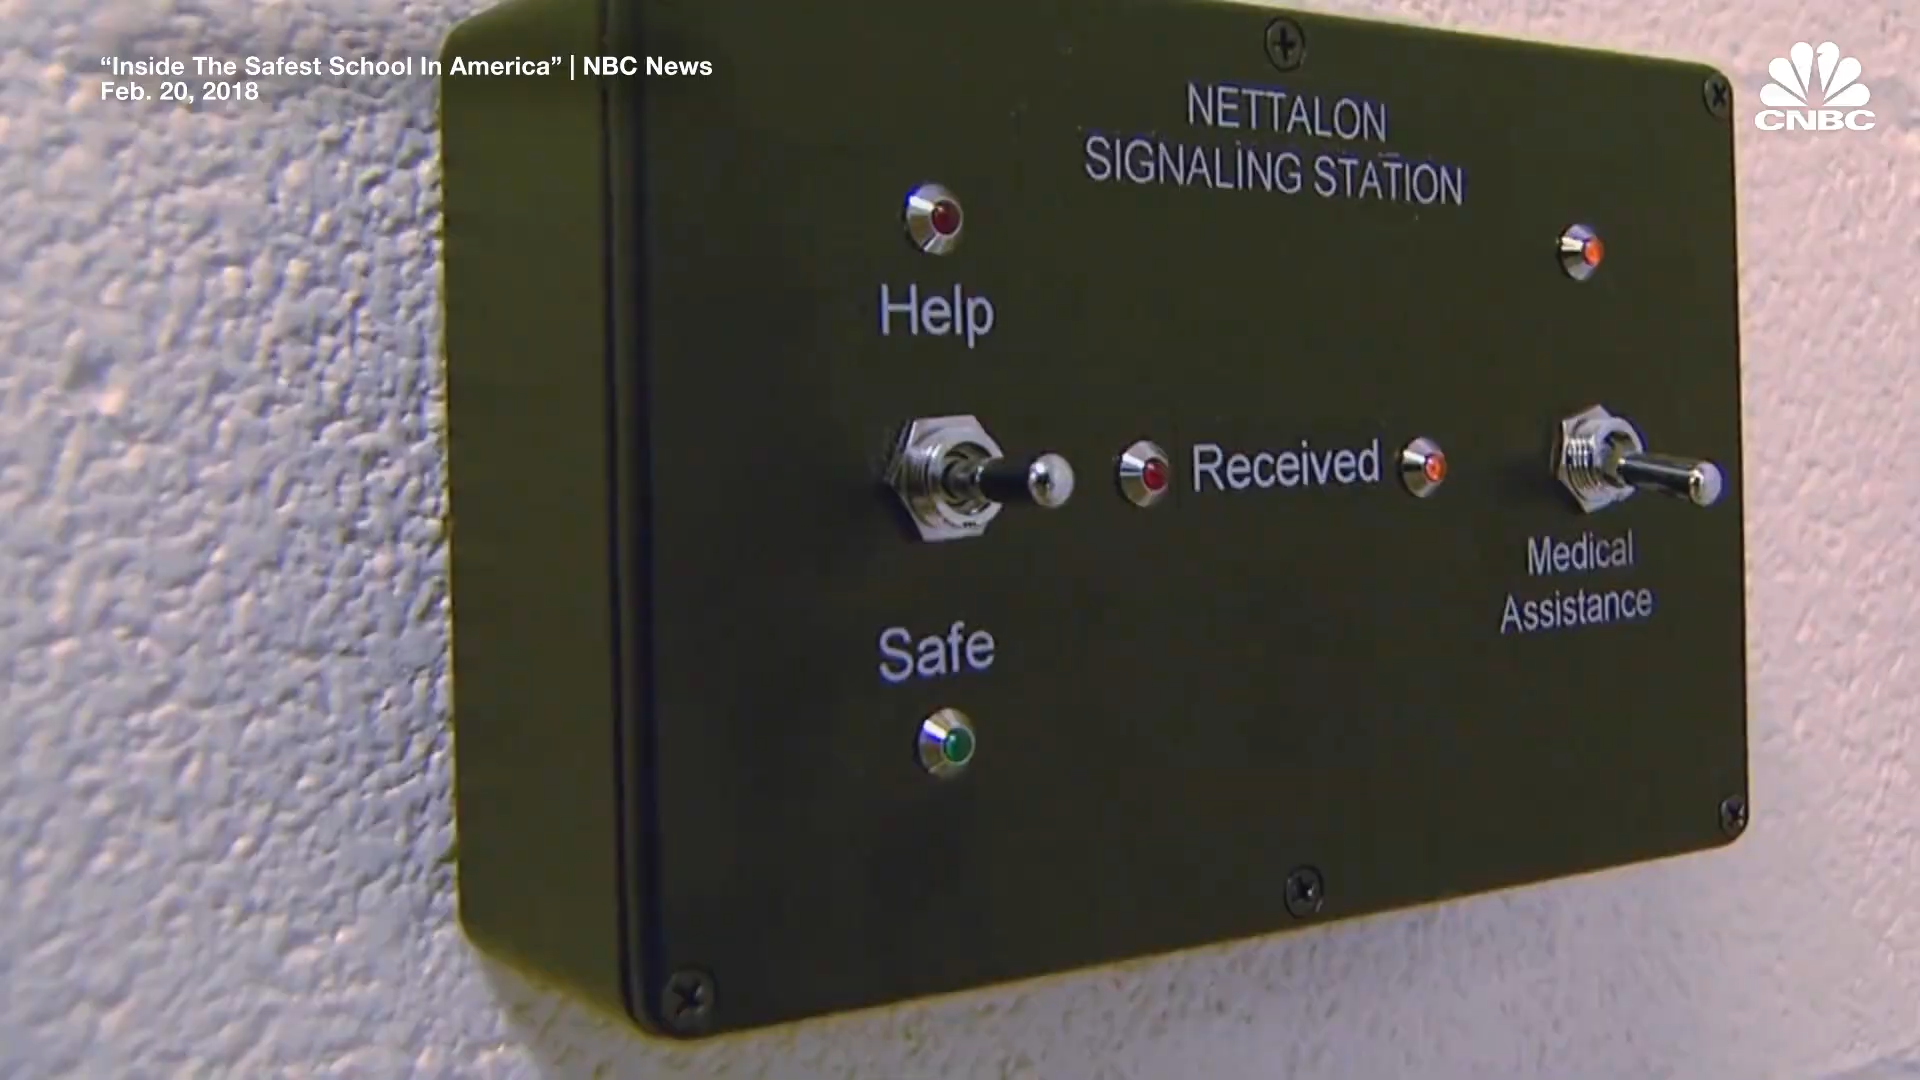 “Inside The Safest School In America” | NBC News
Feb. 20, 2018
CNBC
NETTALON
SIGNALING STATION
Help
Received
Medical
Assistance
Safe